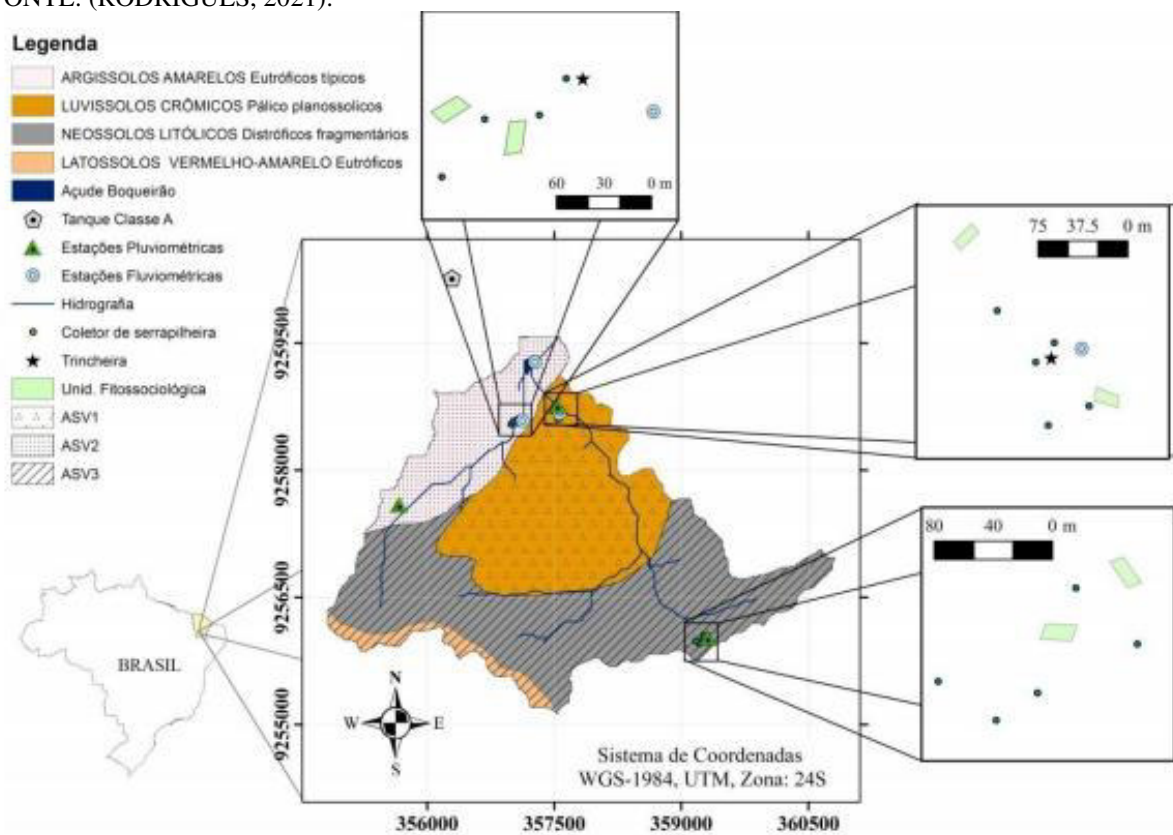 ONTE: (RODRIGUES, 2021).
Legenda
ARGISSOLOS AMARELOS Eutróficos típicos
LUVISSOLOS CRÔMICOS Pálico planossolicos
NEOSSOLOS LITÓLICOS Distróficos fragmentários
LATOSSOLOS VERMELHO-AMARELO Eutróficos
Açude Boqueirão
Tanque Classe A
Estações Pluviométricas
Estações Fluviométricas
Hidrografia
Coletor de serrapilheira
Trincheira
Unid. Fitossociológica
ASV1
ASV2
ASV3
60 30 0 m
75 37.5 0 m
80 40 0 m
9259500
9258000
9256500
9255000
BRASIL
N
W E
S
Sistema de Coordenadas
WGS-1984, UTM, Zona: 24S
356000 357500 359000 360500